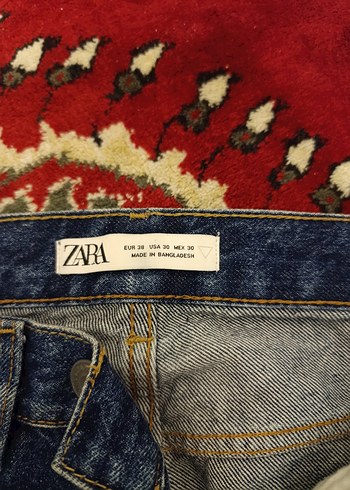 ZARA
EUR 38 USA 30 MEX 30
MADE IN BANGLADESH